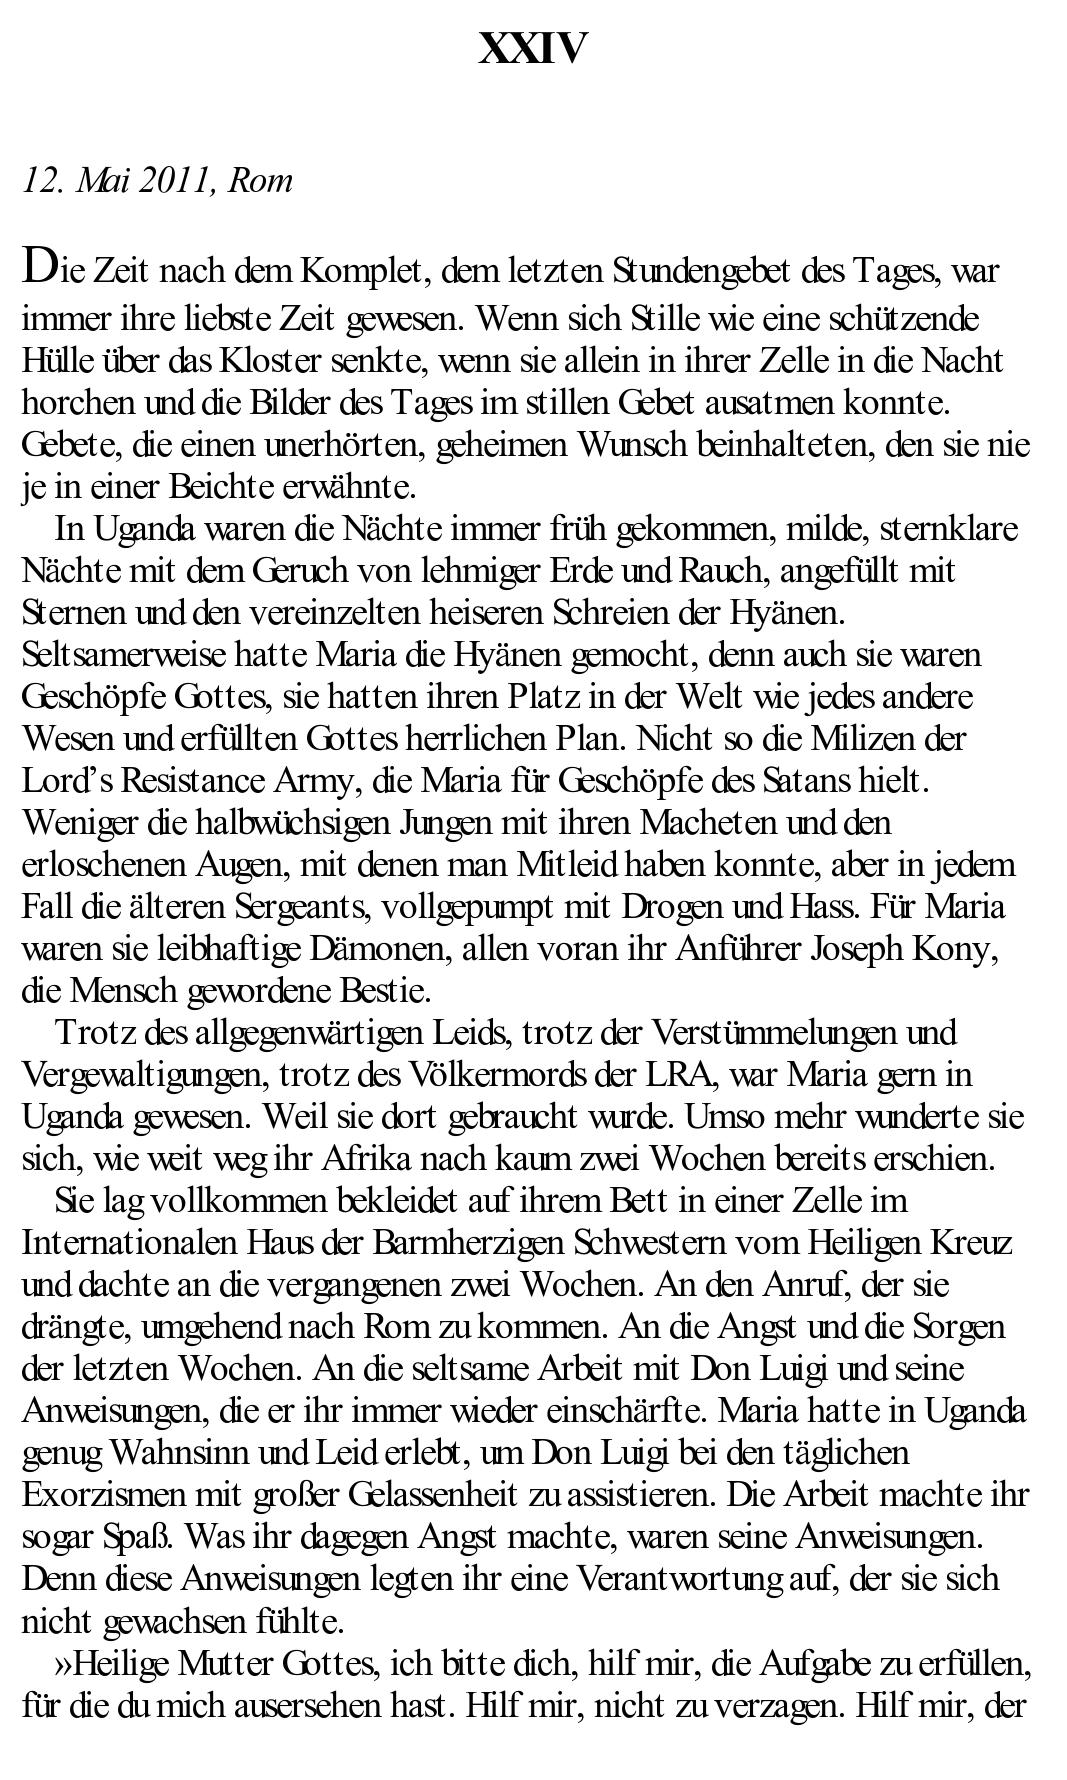 XXIV
12. Mai 2011, Rom
Die Zeit nach dem Komplet, dem letzten Stundengebet des Tages, war
immer ihre liebste Zeit gewesen. Wenn sich Stille wie eine schützende
Hülle über das Kloster senkte, wenn sie allein in ihrer Zelle in die Nacht
horchen und die Bilder des Tages im stillen Gebet ausatmen konnte.
Gebete, die einen unerhörten, geheimen Wunsch beinhalteten, den sie nie
je in einer Beichte erwähnte.
In Uganda waren die Nächte immer früh gekommen, milde, sternklare
Nächte mit dem Geruch von lehmiger Erde und Rauch, angefüllt mit
Sternen und den vereinzelten heiseren Schreien der Hyänen.
Seltsamerweise hatte Maria die Hyänen gemocht, denn auch sie waren
Geschöpfe Gottes, sie hatten ihren Platz in der Welt wie jedes andere
Wesen und erfüllten Gottes herrlichen Plan. Nicht so die Milizen der
Lord’s Resistance Army, die Maria für Geschöpfe des Satans hielt.
Weniger die halbwüchsigen Jungen mit ihren Macheten und den
erloschenen Augen, mit denen man Mitleid haben konnte, aber in jedem
Fall die älteren Sergeants, vollgepumpt mit Drogen und Hass. Für Maria
waren sie leibhaftige Dämonen, allen voran ihr Anführer Joseph Kony,
die Mensch gewordene Bestie.
Trotz des allgegenwärtigen Leids, trotz der Verstümmelungen und
Vergewaltigungen, trotz des Völkermords der LRA, war Maria gern in
Uganda gewesen. Weil sie dort gebraucht wurde. Umso mehr wunderte sie
sich, wie weit weg ihr Afrika nach kaum zwei Wochen bereits erschien.
Sie lag vollkommen bekleidet auf ihrem Bett in einer Zelle im
Internationalen Haus der Barmherzigen Schwestern vom Heiligen Kreuz
und dachte an die vergangenen zwei Wochen. An den Anruf, der sie
drängte, umgehend nach Rom zu kommen. An die Angst und die Sorgen
der letzten Wochen. An die seltsame Arbeit mit Don Luigi und seine
Anweisungen, die er ihr immer wieder einschärfte. Maria hatte in Uganda
genug Wahnsinn und Leid erlebt, um Don Luigi bei den täglichen
Exorzismen mit großer Gelassenheit zu assistieren. Die Arbeit machte ihr
sogar Spaß. Was ihr dagegen Angst machte, waren seine Anweisungen.
Denn diese Anweisungen legten ihr eine Verantwortung auf, der sie sich
nicht gewachsen fühlte.
»Heilige Mutter Gottes, ich bitte dich, hilf mir, die Aufgabe zu erfüllen,
für die du mich ausersehen hast. Hilf mir, nicht zu verzagen. Hilf mir, der